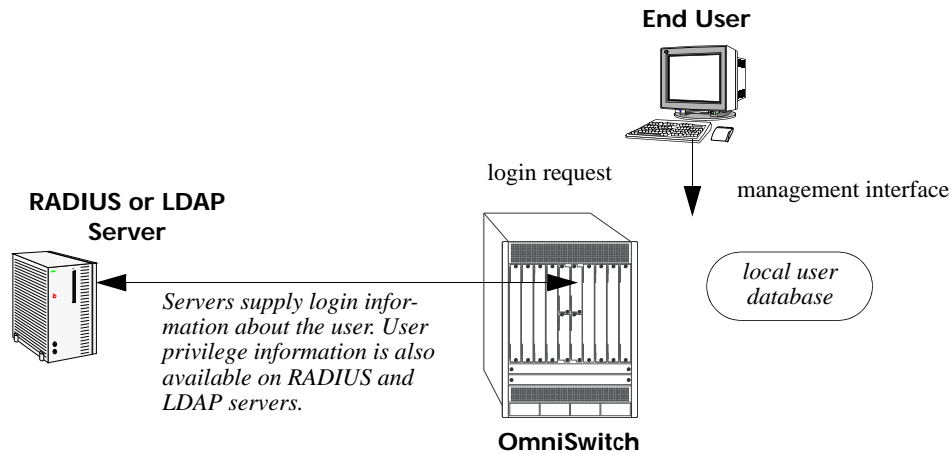 End User
login request
management interface
RADIUS or LDAP
Server
local user
database
Servers supply login infor-
mation about the user. User
privilege information is also
available on RADIUS and
LDAP servers.
OmniSwitch